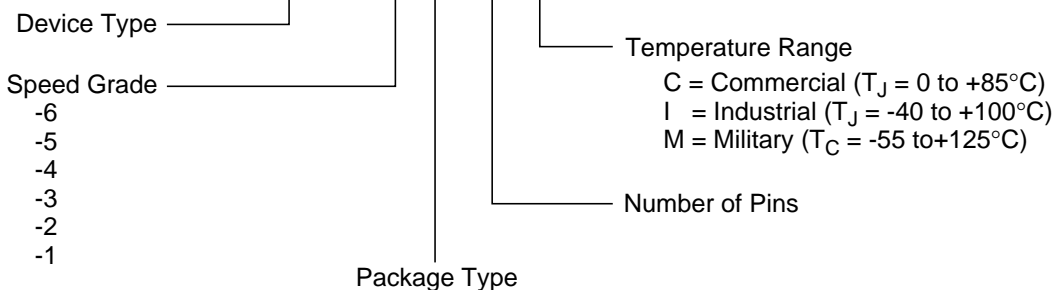 Device Type
Speed Grade
-6
-5
-4
-3
-2
-1
Package Type
Temperature Range
C = Commercial (TJ = 0 to +85°C)
I = Industrial (TJ = -40 to +100°C)
M = Military (TC = -55 to+125°C)
Number of Pins